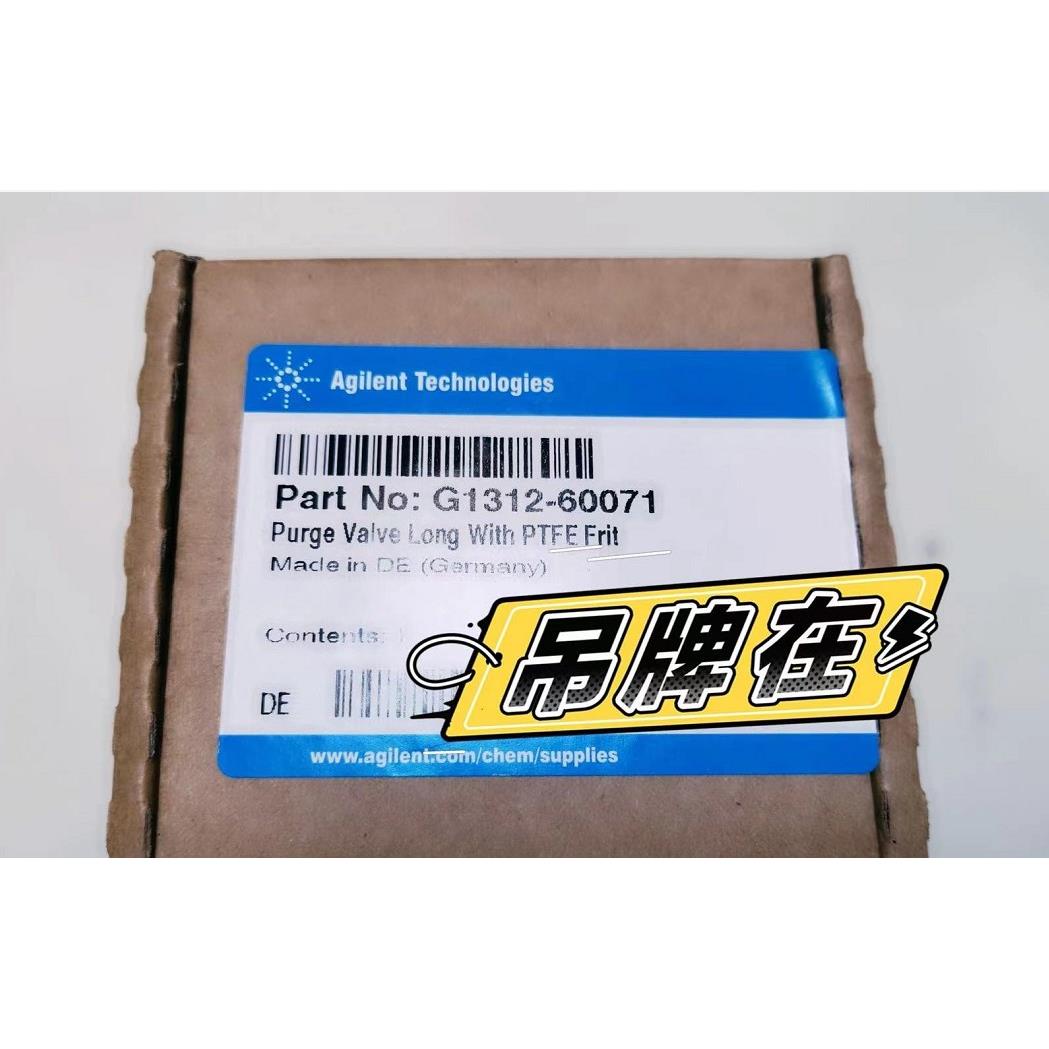 Agilent Technologies
Part No: G1312-60071
Purge Valve Long With PTFE Frit
Made in DE (Germany)
Contents:
吊牌在
DE
www.agilent.com/chem/supplies